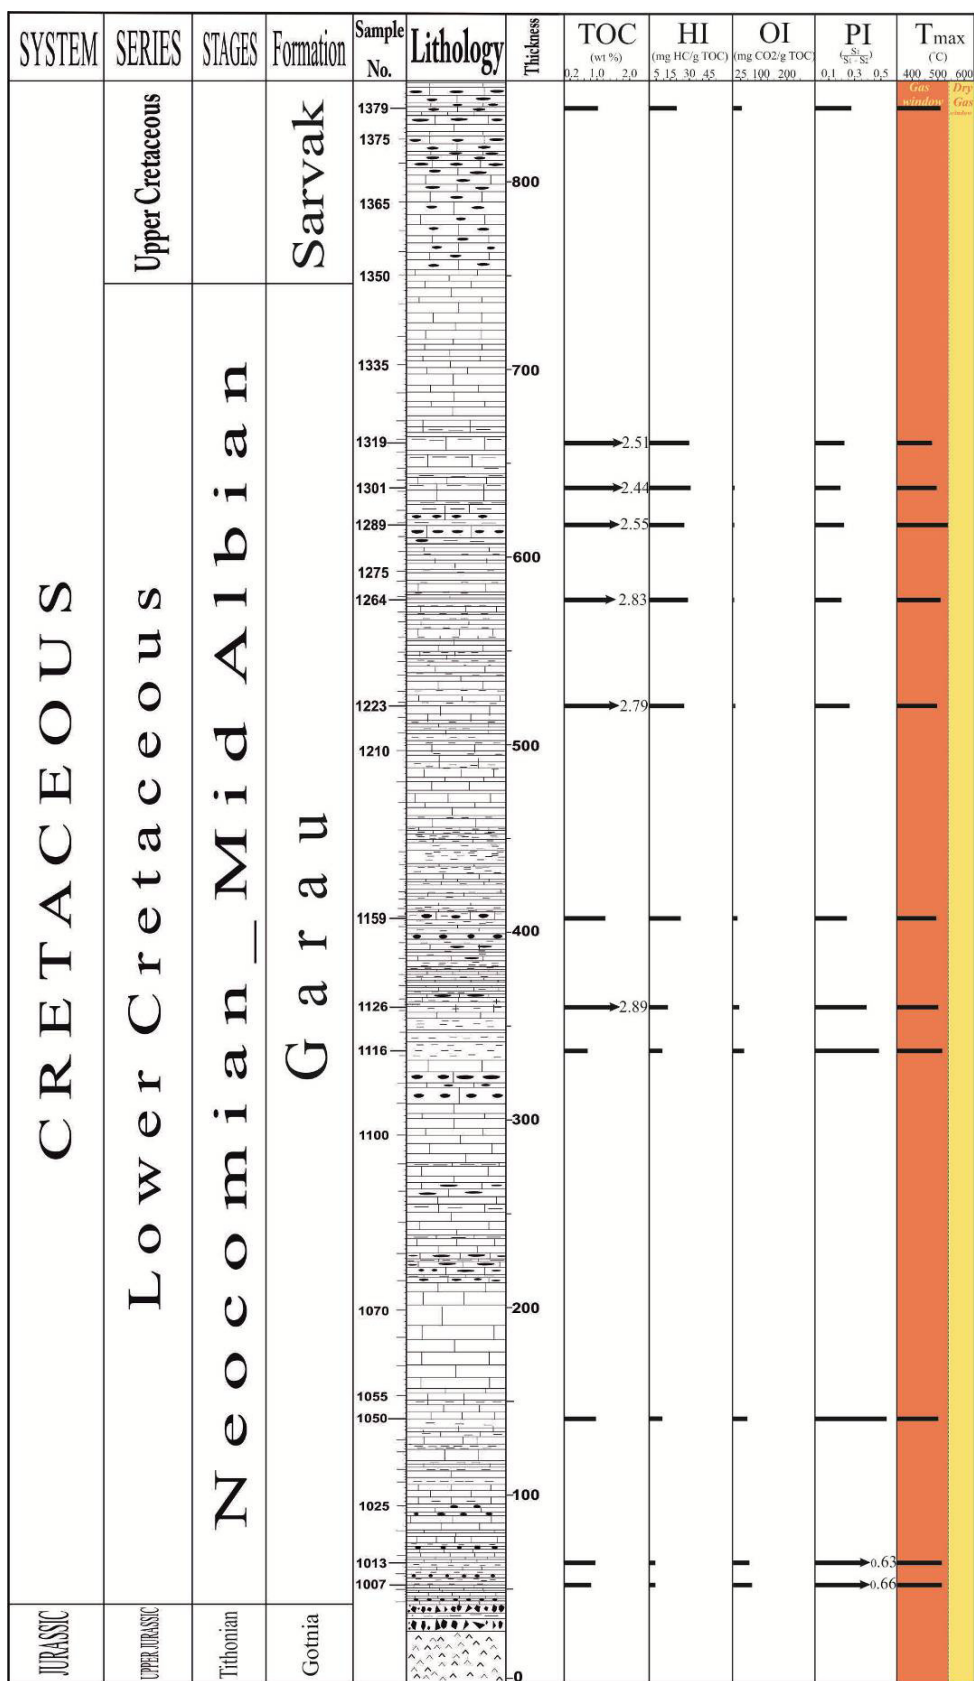 SYSTEM SERIES STAGES Formation Sample No. Lithology Thickness TOC HI OI PI Tmax
(wt %) (mg HC/g TOC) (mg CO2/g TOC) (°C)
0.2 1.0 2.0 5 15 30 45 25 100 200 0.1 0.3 0.5 400 500 600
Gas window
Dry Gas window
CRETACEOUS
JURASSIC
Upper Cretaceous
Lower Cretaceous
UPPER JURASSIC
Neocomian_Mid Albian
Tithonian
Sarvak
Garau
Gotnia
1379
1375
800
1365
1350
1335
700
1319 2.51
1301 2.44
1289 2.55
600
1275
1264 2.83
1223 2.79
500
1210
1159
400
1126 2.89
1116
300
1100
200
1070
1055
1050
100
1025
1013 0.63
1007 0.66
0